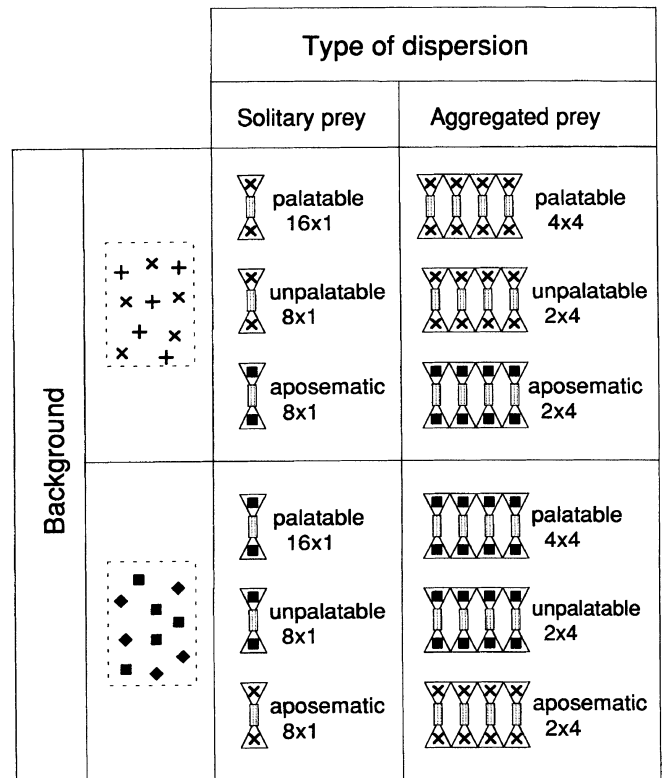 Type of dispersion
Solitary prey
Aggregated prey
Background
palatable
16x1
palatable
4x4
unpalatable
8x1
unpalatable
2x4
aposematic
8x1
aposematic
2x4
palatable
16x1
palatable
4x4
unpalatable
8x1
unpalatable
2x4
aposematic
8x1
aposematic
2x4